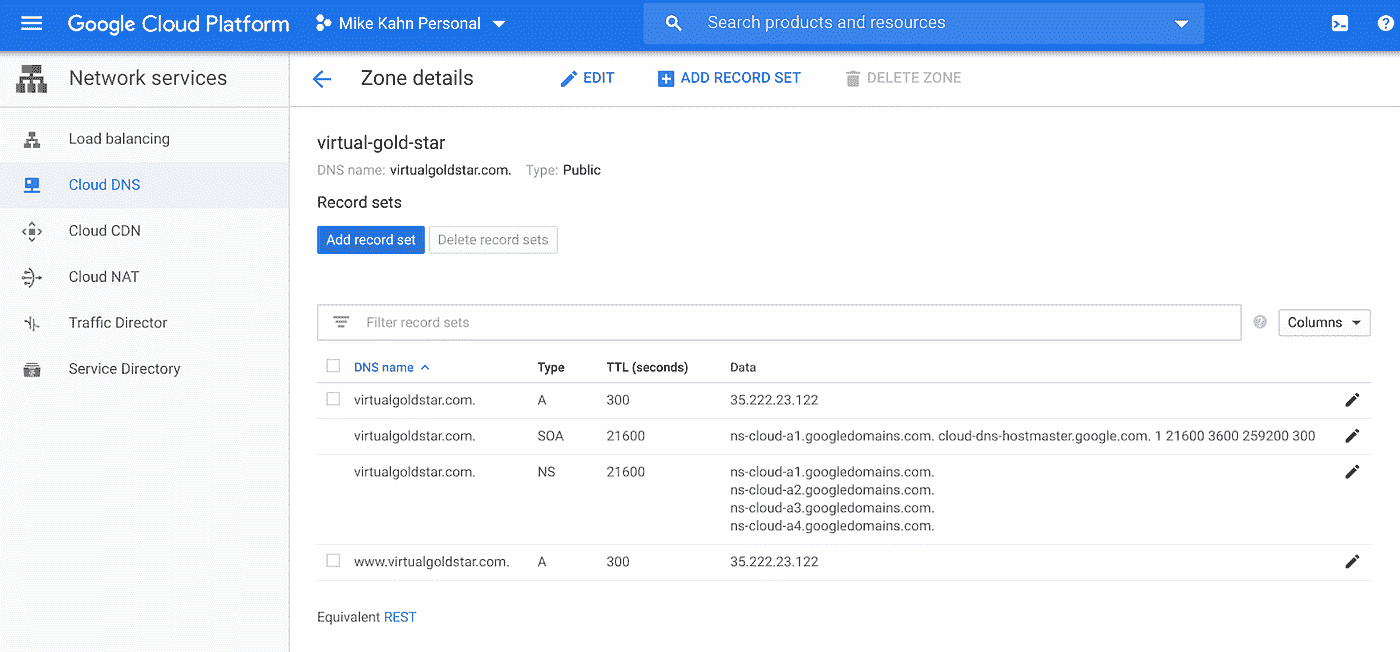 Google Cloud Platform Mike Kahn Personal Search products and resources
Network services Zone details EDIT ADD RECORD SET DELETE ZONE
Load balancing
Cloud DNS
Cloud CDN
Cloud NAT
Traffic Director
Service Directory
virtual-gold-star
DNS name: virtualgoldstar.com. Type: Public
Record sets
Add record set Delete record sets
Filter record sets Columns
DNS name Type TTL (seconds) Data
virtualgoldstar.com. A 300 35.222.23.122
virtualgoldstar.com. SOA 21600 ns-cloud-a1.googledomains.com. cloud-dns-hostmaster.google.com. 1 21600 3600 259200 300
virtualgoldstar.com. NS 21600 ns-cloud-a1.googledomains.com.
ns-cloud-a2.googledomains.com.
ns-cloud-a3.googledomains.com.
ns-cloud-a4.googledomains.com.
www.virtualgoldstar.com. A 300 35.222.23.122
Equivalent REST